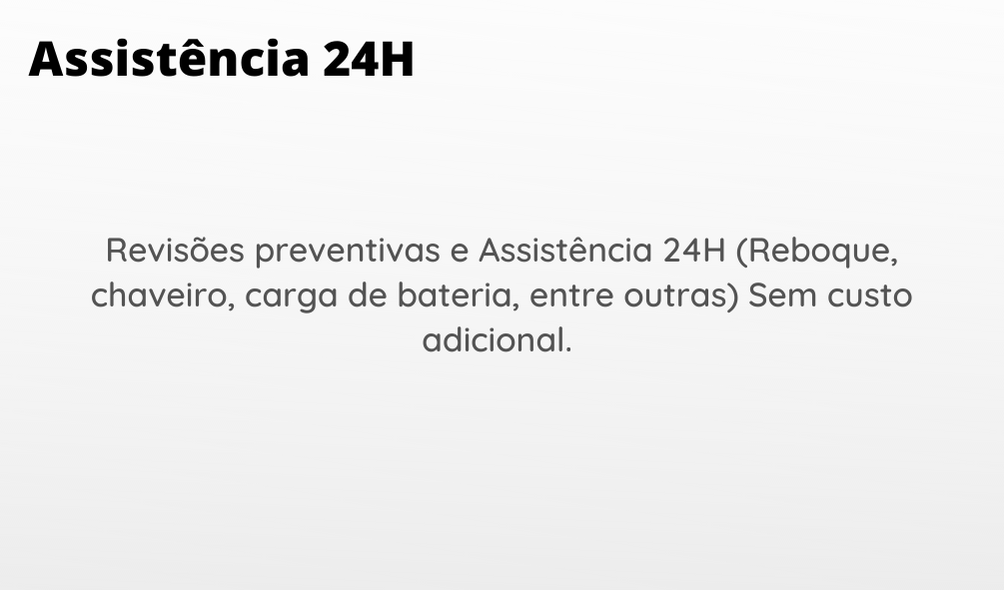 Assistência 24H
Revisões preventivas e Assistência 24H (Reboque,
chaveiro, carga de bateria, entre outras) Sem custo
adicional.